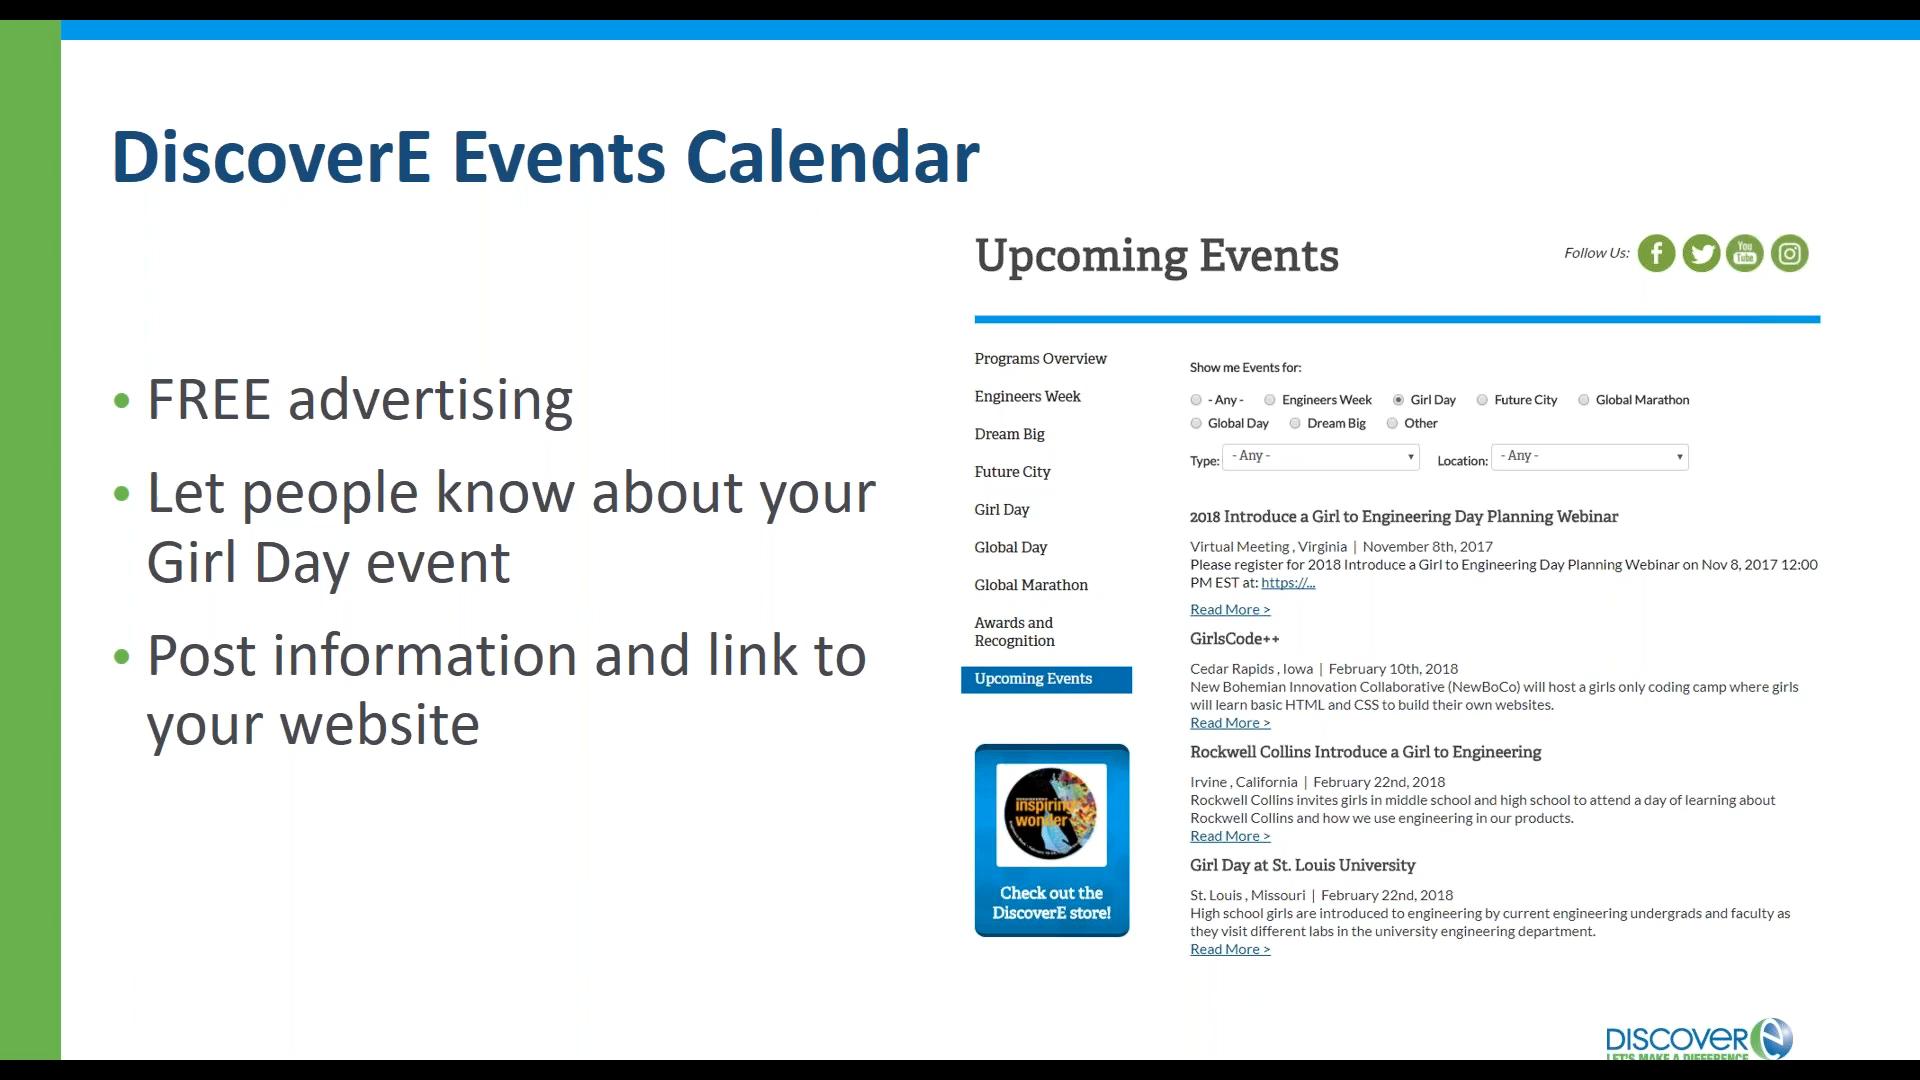 DiscoverE Events Calendar
• FREE advertising
• Let people know about your
Girl Day event
• Post information and link to
your website
Upcoming Events
Follow Us:
You
Tube
Programs Overview
Engineers Week
Dream Big
Future City
Girl Day
Global Day
Global Marathon
Awards and
Recognition
Upcoming Events
inspiring
wonder
Check out the
DiscoverE store!
Show me Events for:
- Any - Engineers Week Girl Day Future City Global Marathon
Global Day Dream Big Other
Type: - Any - Location: - Any -
2018 Introduce a Girl to Engineering Day Planning Webinar
Virtual Meeting , Virginia | November 8th, 2017
Please register for 2018 Introduce a Girl to Engineering Day Planning Webinar on Nov 8, 2017 12:00
PM EST at: https://...
Read More >
GirlsCode++
Cedar Rapids , Iowa | February 10th, 2018
New Bohemian Innovation Collaborative (NewBoCo) will host a girls only coding camp where girls
will learn basic HTML and CSS to build their own websites.
Read More >
Rockwell Collins Introduce a Girl to Engineering
Irvine , California | February 22nd, 2018
Rockwell Collins invites girls in middle school and high school to attend a day of learning about
Rockwell Collins and how we use engineering in our products.
Read More >
Girl Day at St. Louis University
St. Louis , Missouri | February 22nd, 2018
High school girls are introduced to engineering by current engineering undergrads and faculty as
they visit different labs in the university engineering department.
Read More >
DISCOVER e
LET'S MAKE A DIFFERENCE